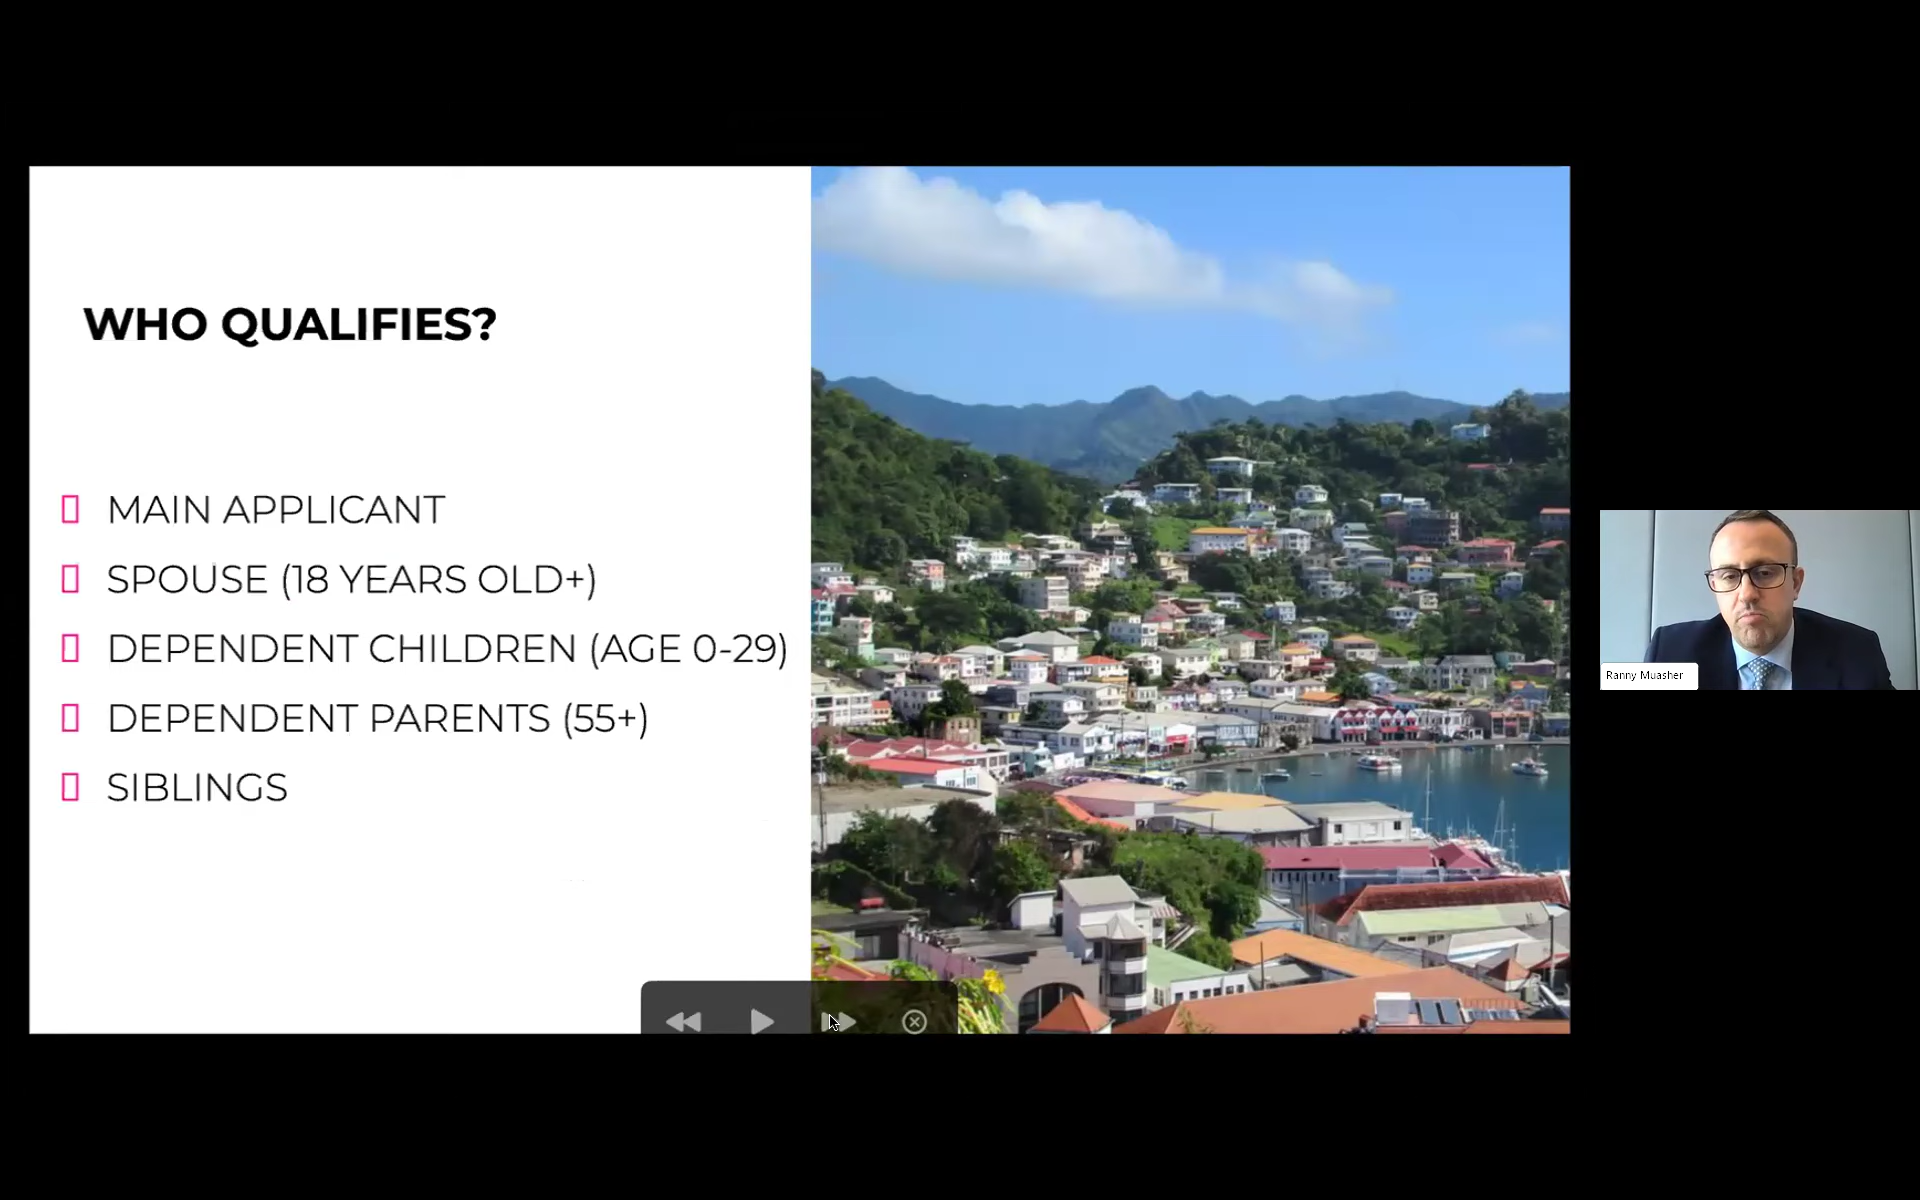 WHO QUALIFIES?
MAIN APPLICANT
SPOUSE (18 YEARS OLD+)
DEPENDENT CHILDREN (AGE 0-29)
DEPENDENT PARENTS (55+)
SIBLINGS
Ranny Muasher